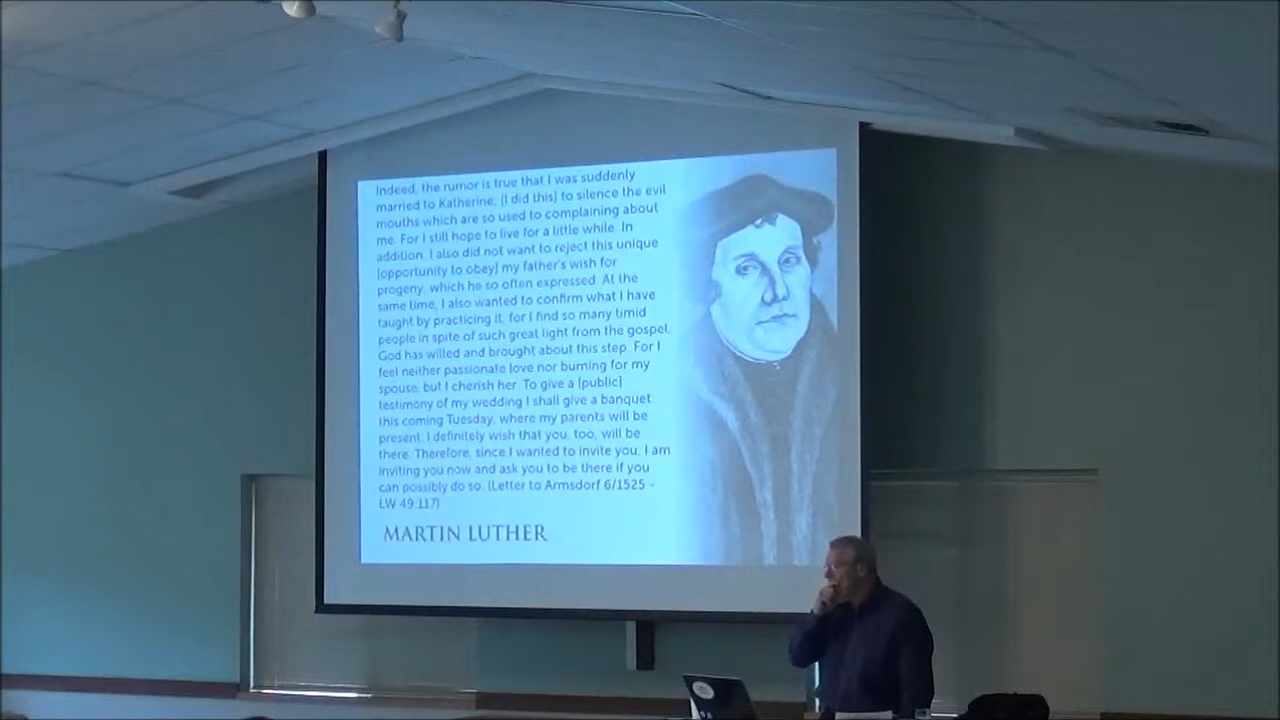 Indeed, the rumor is true that I was suddenly
married to Katherine; [I did this] to silence the evil
mouths which are so used to complaining about
me. For I still hope to live for a little while. In
addition, I also did not want to reject this unique
[opportunity to obey] my father's wish for
progeny, which he so often expressed. At the
same time, I also wanted to confirm what I have
taught by practicing it; for I find so many timid
people in spite of such great light from the gospel.
God has willed and brought about this step. For I
feel neither passionate love nor burning for my
spouse, but I cherish her. To give a [public]
testimony of my wedding I shall give a banquet
this coming Tuesday, where my parents will be
present. I definitely wish that you, too, will be
there. Therefore, since I wanted to invite you, I am
inviting you now and ask you to be there if you
can possibly do so. (Letter to Armsdorf 6/1525 -
LW 49:117)
MARTIN LUTHER